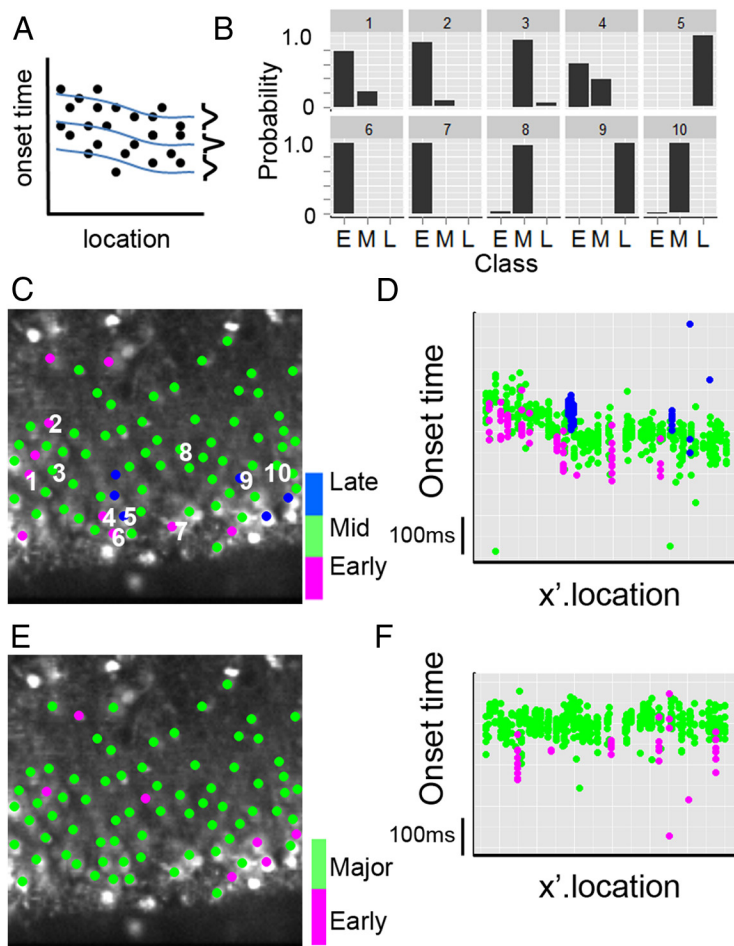 A
onset time
location
B
Probability
1.0
0
1.0
0
1 2 3 4 5
6 7 8 9 10
E M L E M L E M L E M L E M L
Class
C
2
1
3
8
9
10
4
5
6
7
Late
Mid
Early
D
Onset time
100ms
x'.location
E
Major
Early
F
Onset time
100ms
x'.location